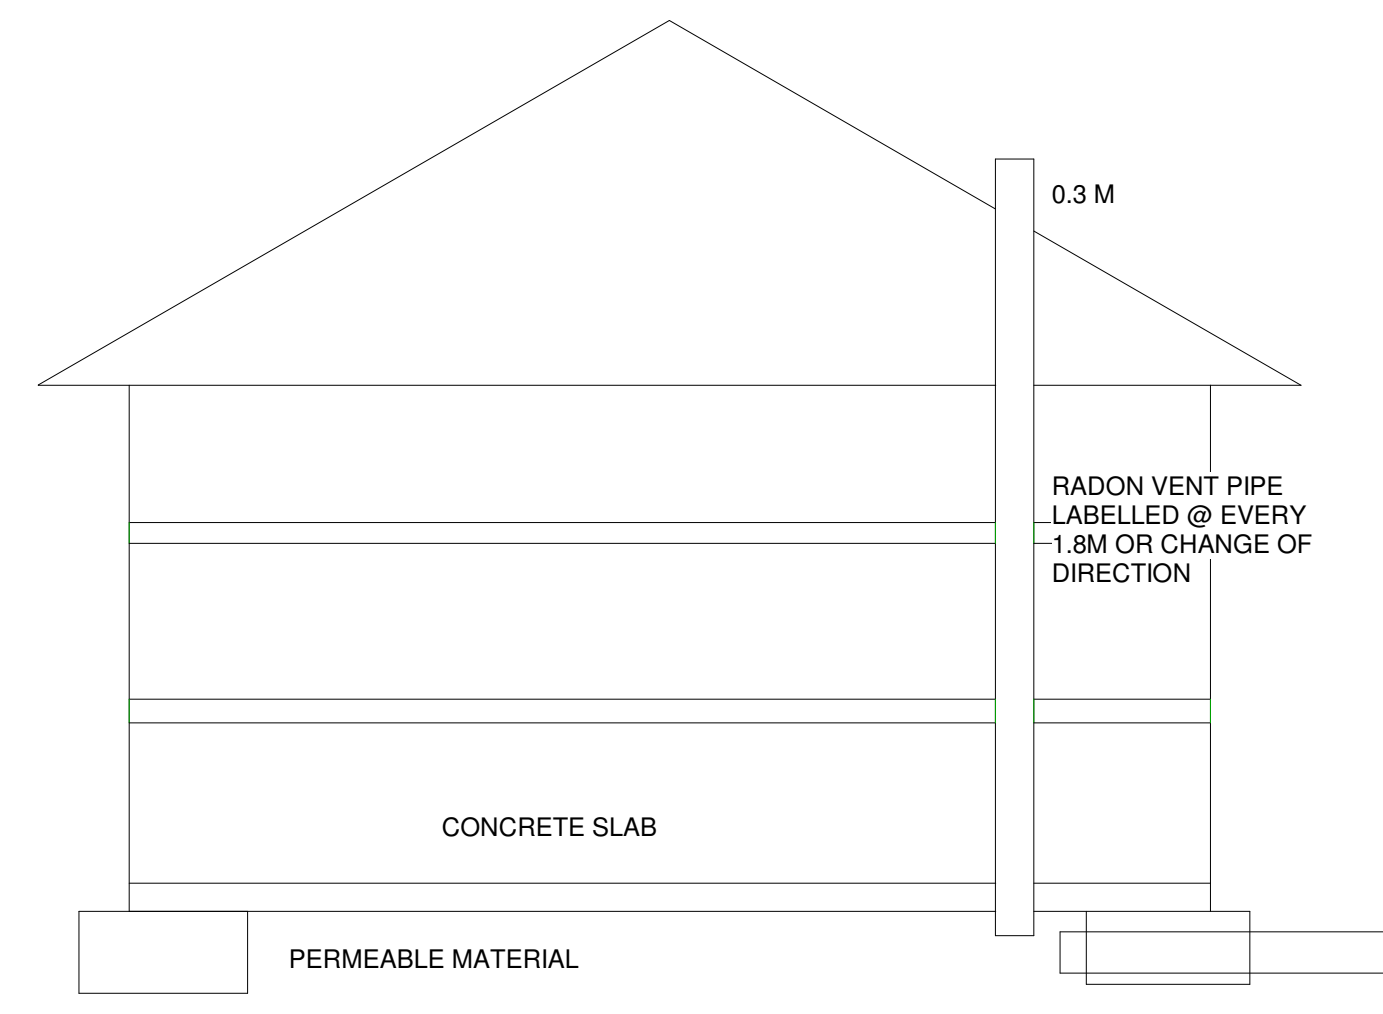 0.3 M
RADON VENT PIPE
LABELLED @ EVERY
1.8M OR CHANGE OF
DIRECTION
CONCRETE SLAB
PERMEABLE MATERIAL